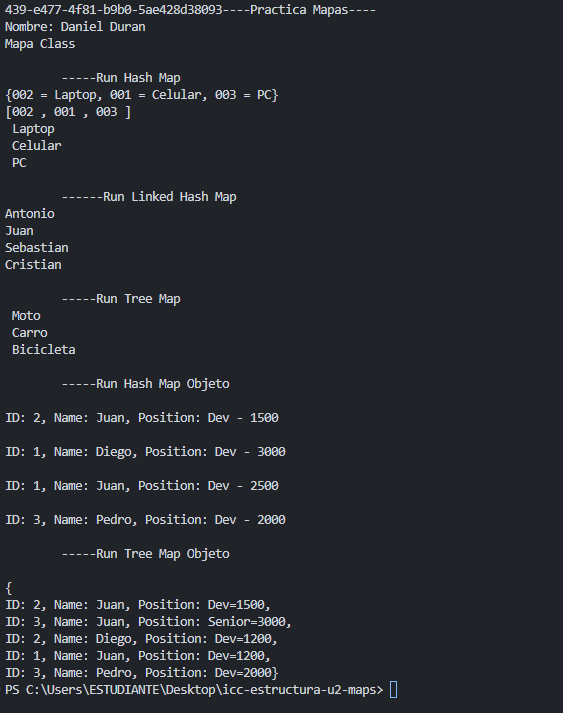 439-e477-4f81-b9b0-5ae428d38093----Practica Mapas----
Nombre: Daniel Duran
Mapa Class
-----Run Hash Map
{002 = Laptop, 001 = Celular, 003 = PC}
[002 , 001 , 003 ]
Laptop
Celular
PC
------Run Linked Hash Map
Antonio
Juan
Sebastian
Cristian
-----Run Tree Map
Moto
Carro
Bicicleta
-----Run Hash Map Objeto
ID: 2, Name: Juan, Position: Dev - 1500
ID: 1, Name: Diego, Position: Dev - 3000
ID: 1, Name: Juan, Position: Dev - 2500
ID: 3, Name: Pedro, Position: Dev - 2000
-----Run Tree Map Objeto
{
ID: 2, Name: Juan, Position: Dev=1500,
ID: 3, Name: Juan, Position: Senior=3000,
ID: 2, Name: Diego, Position: Dev=1200,
ID: 1, Name: Juan, Position: Dev=1200,
ID: 3, Name: Pedro, Position: Dev=2000}
PS C:\Users\ESTUDIANTE\Desktop\icc-estructura-u2-maps>